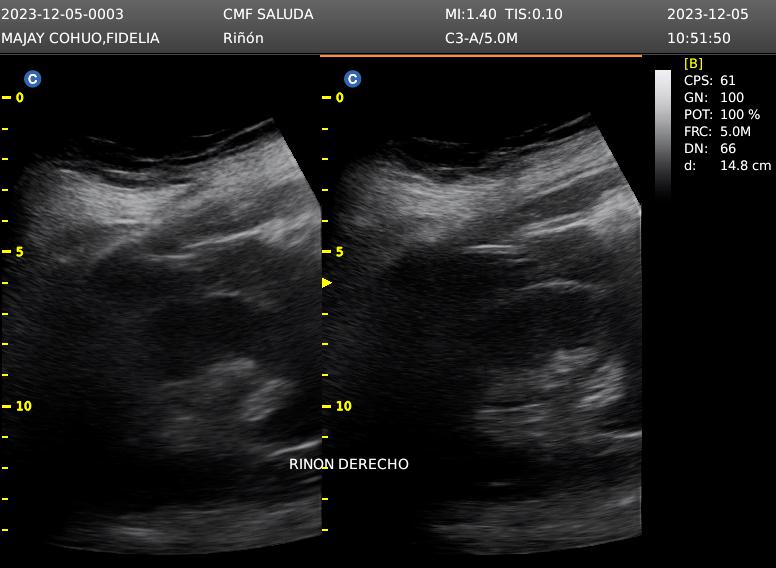 2023-12-05-0003 CMF SALUDA MI:1.40 TIS:0.10 2023-12-05
MAJAY COHUO,FIDELIA Riñón C3-A/5.0M 10:51:50
C C
[B]
CPS: 61
GN: 100
POT: 100 %
FRC: 5.0M
DN: 66
d: 14.8 cm
0 0
5 5
10 10
RINON DERECHO